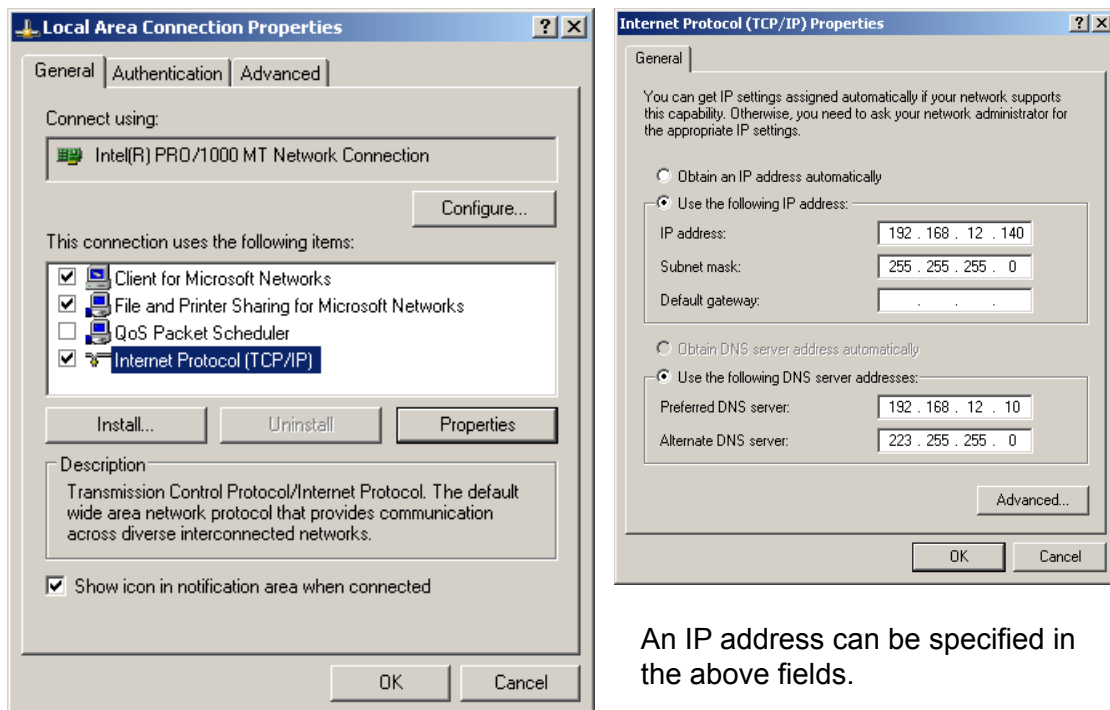 Local Area Connection Properties
General Authentication Advanced
Connect using:
Intel(R) PRO/1000 MT Network Connection
Configure...
This connection uses the following items:
Client for Microsoft Networks
File and Printer Sharing for Microsoft Networks
QoS Packet Scheduler
Internet Protocol (TCP/IP)
Install... Uninstall Properties
Description
Transmission Control Protocol/Internet Protocol. The default
wide area network protocol that provides communication
across diverse interconnected networks.
Show icon in notification area when connected
OK Cancel
Internet Protocol (TCP/IP) Properties
General
You can get IP settings assigned automatically if your network supports
this capability. Otherwise, you need to ask your network administrator for
the appropriate IP settings.
Obtain an IP address automatically
Use the following IP address:
IP address: 192 . 168 . 12 . 140
Subnet mask: 255 . 255 . 255 . 0
Default gateway: . . .
Obtain DNS server address automatically
Use the following DNS server addresses:
Preferred DNS server: 192 . 168 . 12 . 10
Alternate DNS server: 223 . 255 . 255 . 0
Advanced...
OK Cancel
An IP address can be specified in
the above fields.